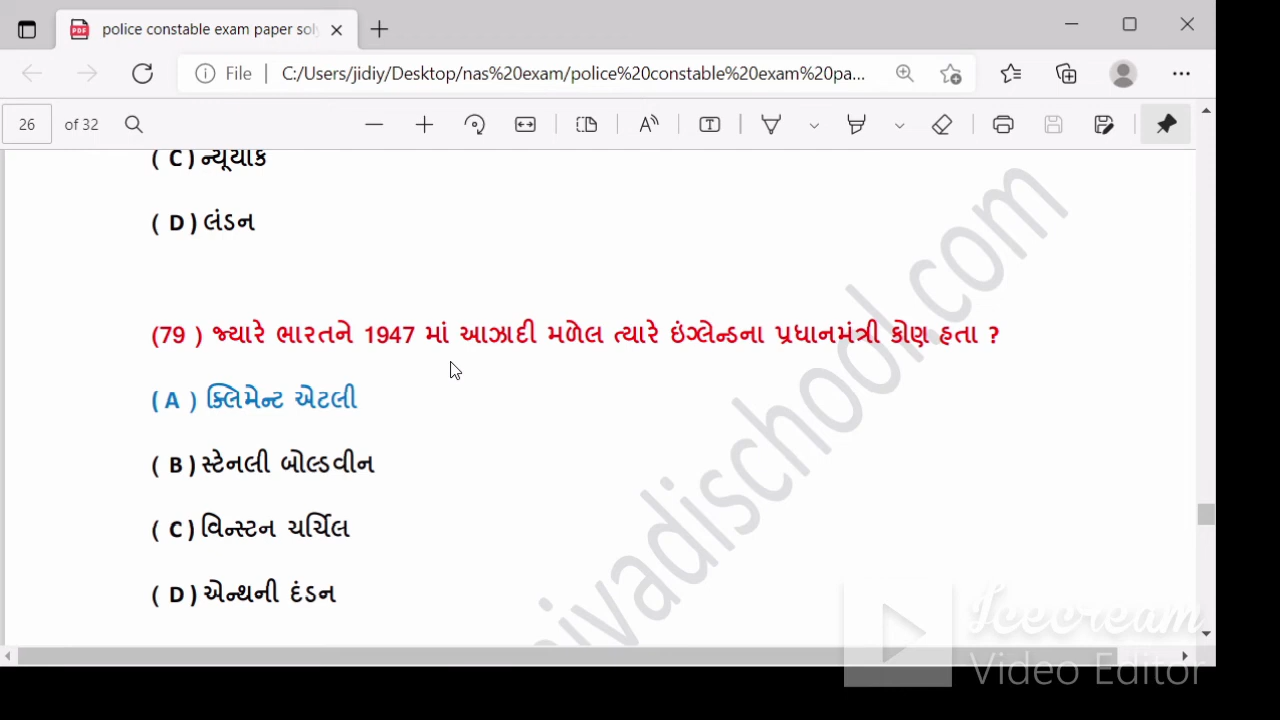 police constable exam paper sol
File
C:/Users/jidiy/Desktop/nas%20exam/police%20constable%20exam%20pa...
26 of 32
( C ) ન્યૂયોર્ક
( D ) લંડન
(79 ) જ્યારે ભારતને 1947 માં આઝાદી મળેલ ત્યારે ઇંગ્લેન્ડના પ્રધાનમંત્રી કોણ હતા ?
( A ) ક્લિમેન્ટ એટલી
( B ) સ્ટેનલી બોલ્ડવીન
( C ) વિન્સ્ટન ચર્ચિલ
( D ) એન્થની દંડન
ivadischool.com
Icecream
Video Editor